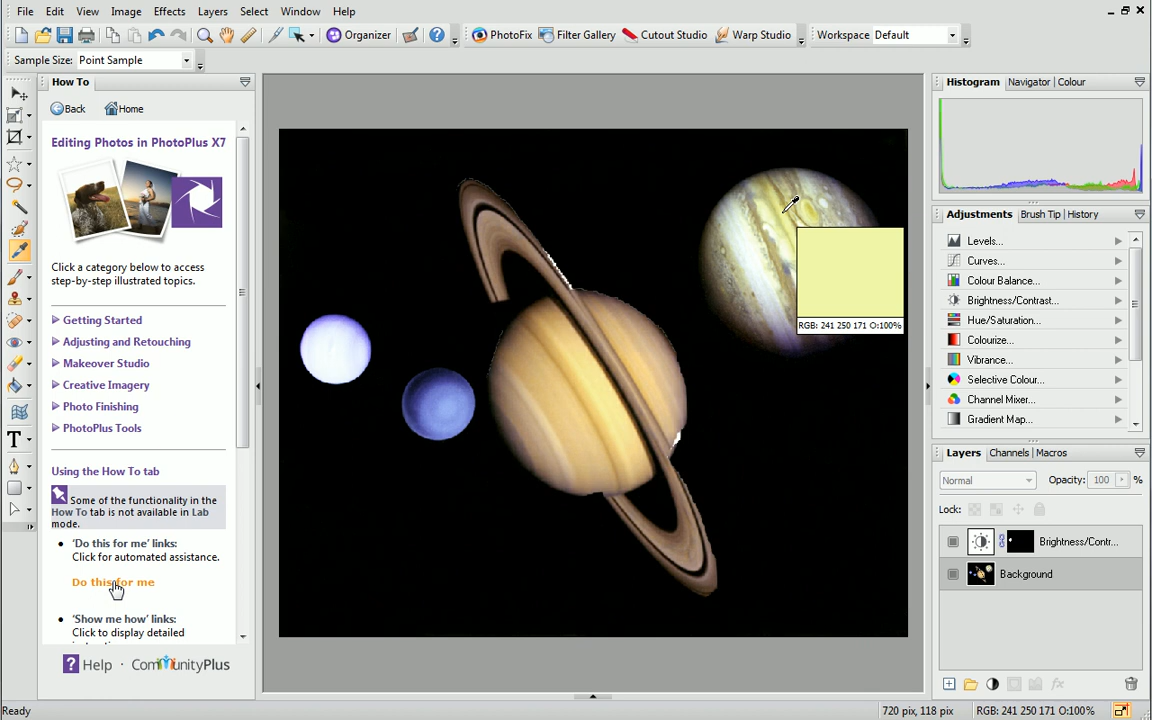 File Edit View Image Effects Layers Select Window Help
Organizer PhotoFix Filter Gallery Cutout Studio Warp Studio Workspace Default
Sample Size: Point Sample
How To
Back Home
Editing Photos in PhotoPlus X7
Click a category below to access
step-by-step illustrated topics.
Getting Started
Adjusting and Retouching
Makeover Studio
Creative Imagery
Photo Finishing
PhotoPlus Tools
Using the How To tab
Some of the functionality in the
How To tab is not available in Lab
mode.
'Do this for me' links:
Click for automated assistance.
Do this for me
'Show me how' links:
Click to display detailed
Help · CommunityPlus
RGB: 241 250 171 O:100%
Histogram Navigator | Colour
Adjustments Brush Tip | History
Levels...
Curves...
Colour Balance...
Brightness/Contrast...
Hue/Saturation...
Colourize...
Vibrance...
Selective Colour...
Channel Mixer...
Gradient Map...
Layers Channels | Macros
Normal Opacity: 100 %
Lock:
Brightness/Contr...
Background
Ready 720 pix, 118 pix RGB: 241 250 171 O:100%